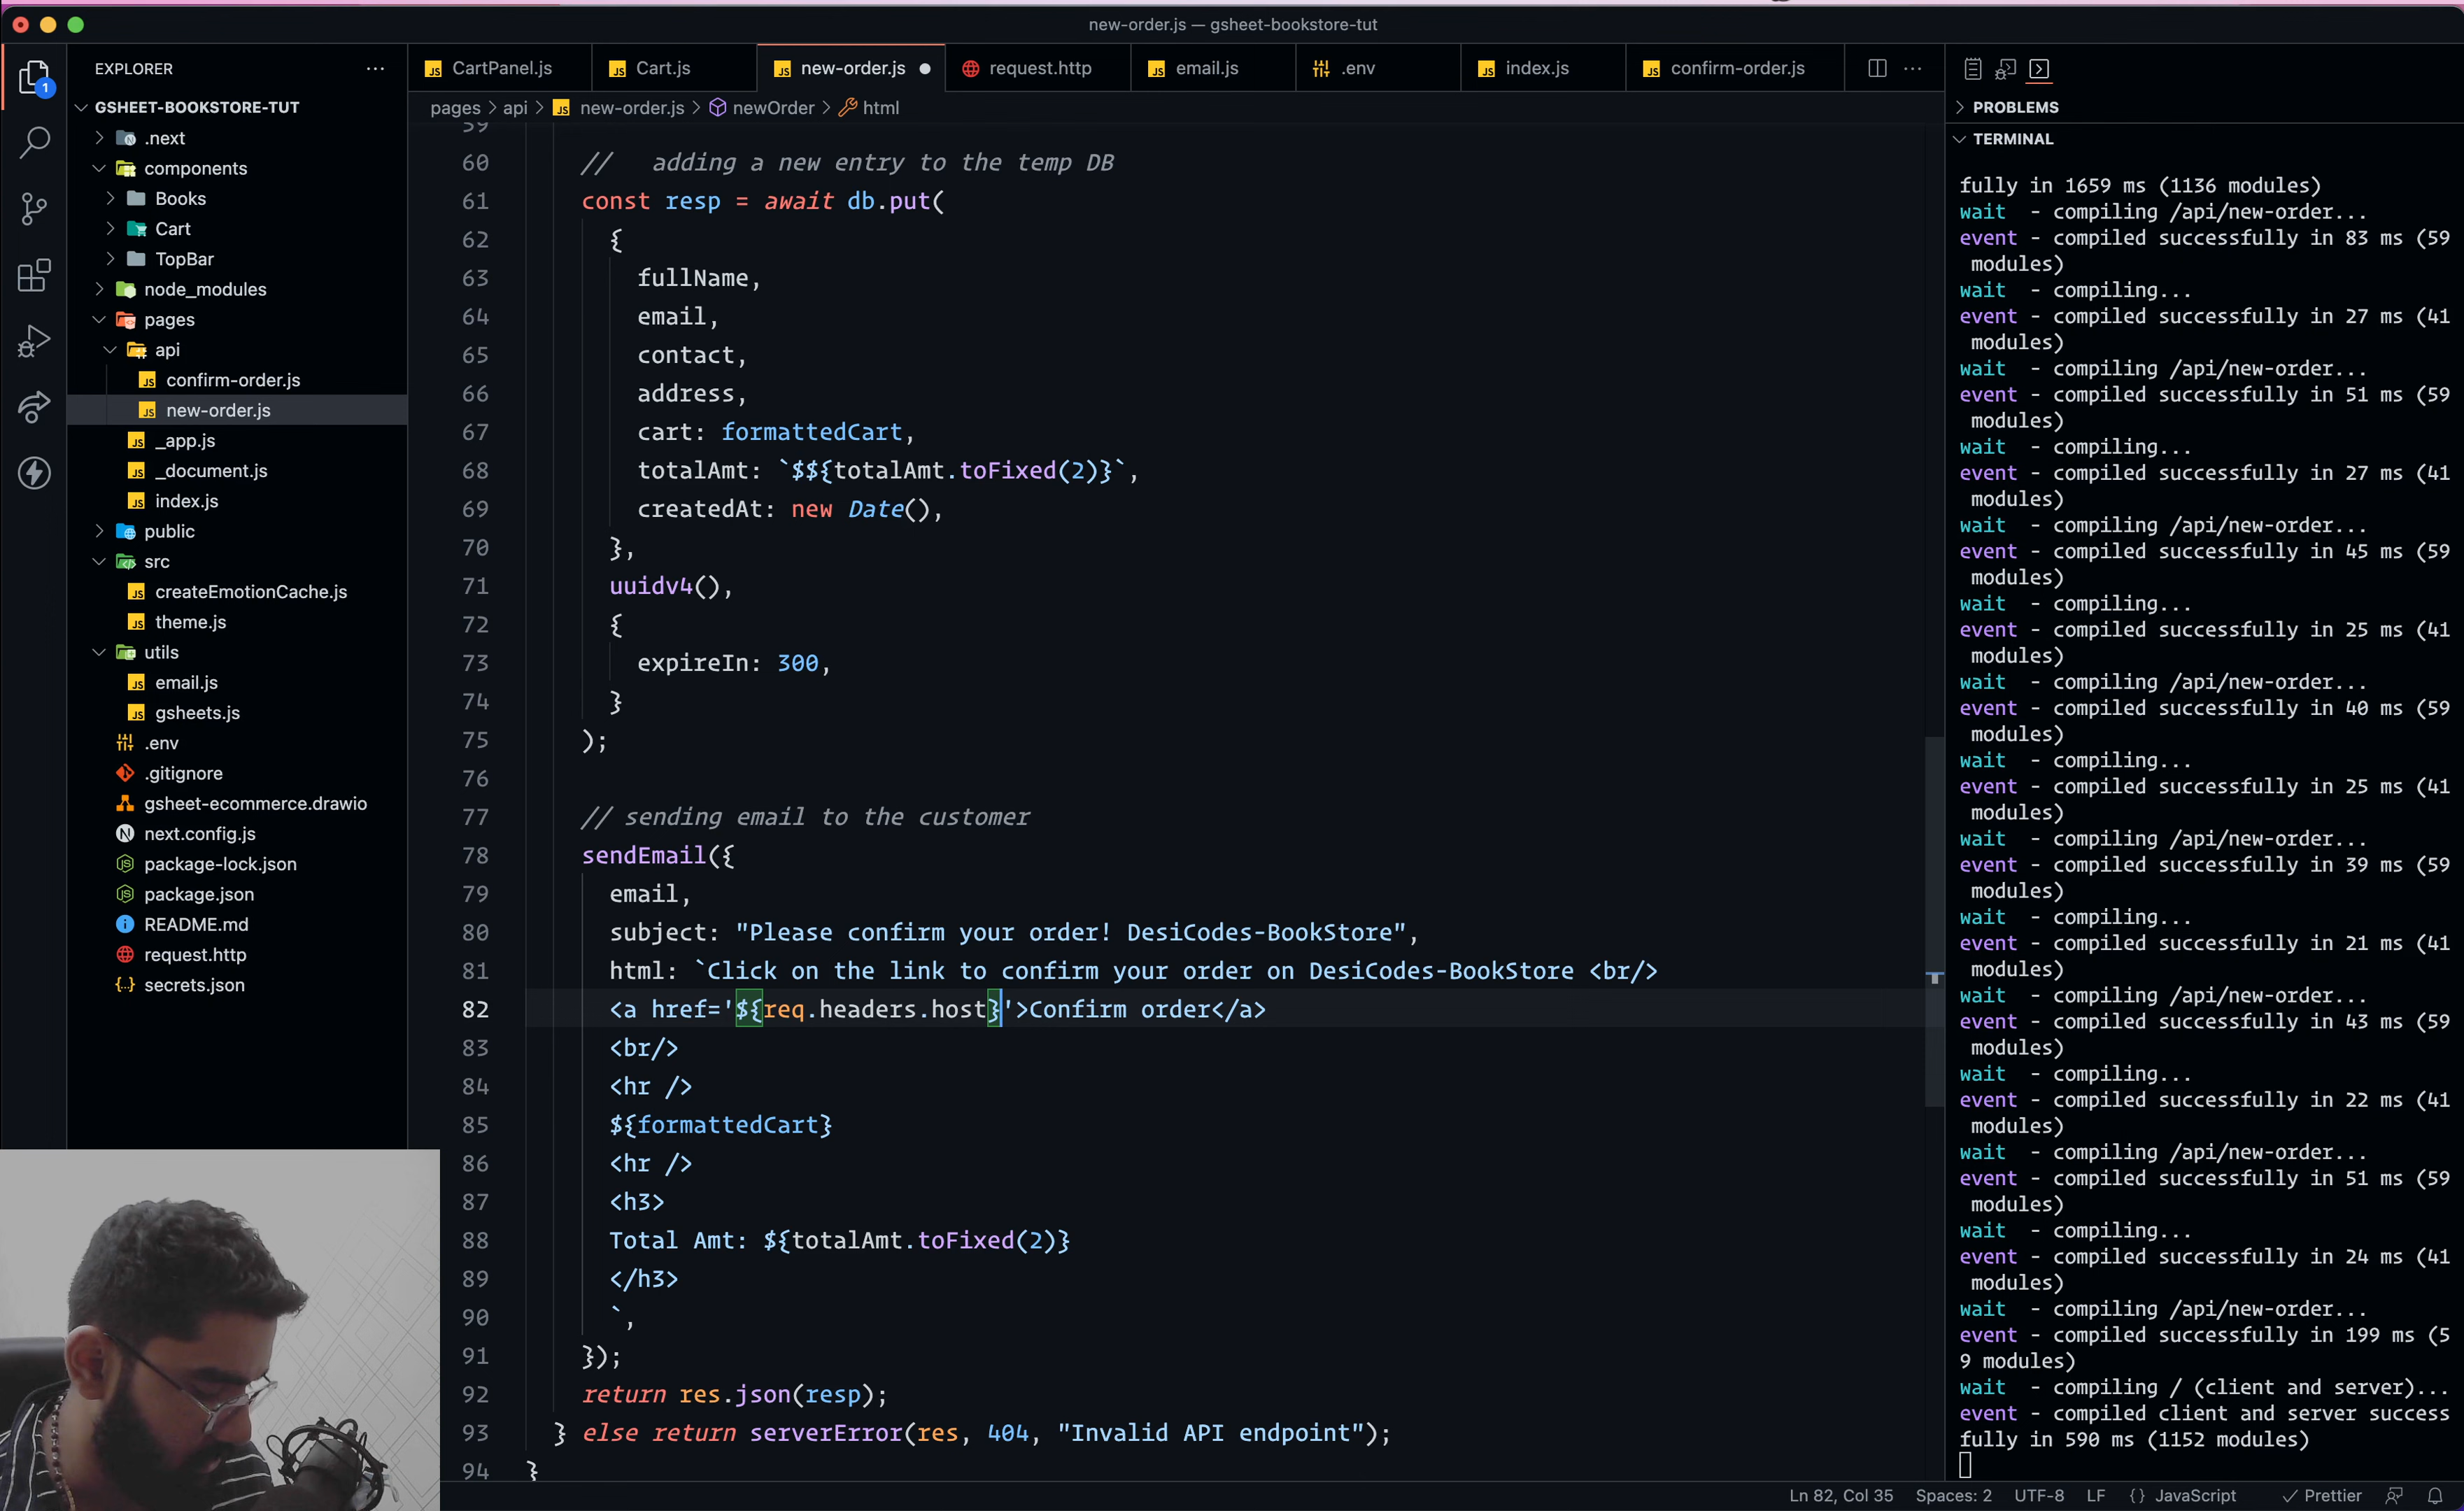 new-order.js — gsheet-bookstore-tut
EXPLORER
1
GSHEET-BOOKSTORE-TUT
.next
components
Books
Cart
TopBar
node_modules
pages
api
confirm-order.js
new-order.js
_app.js
_document.js
index.js
public
src
createEmotionCache.js
theme.js
utils
email.js
gsheets.js
.env
.gitignore
gsheet-ecommerce.drawio
next.config.js
package-lock.json
package.json
README.md
request.http
secrets.json
CartPanel.js
Cart.js
new-order.js
request.http
email.js
.env
index.js
confirm-order.js
pages > api > new-order.js > newOrder > html
59
60 // adding a new entry to the temp DB
61 const resp = await db.put(
62 {
63 fullName,
64 email,
65 contact,
66 address,
67 cart: formattedCart,
68 totalAmt: `$${totalAmt.toFixed(2)}`,
69 createdAt: new Date(),
70 },
71 uuidv4(),
72 {
73 expireIn: 300,
74 }
75 );
76
77 // sending email to the customer
78 sendEmail({
79 email,
80 subject: "Please confirm your order! DesiCodes-BookStore",
81 html: `Click on the link to confirm your order on DesiCodes-BookStore <br/>
82 <a href='${req.headers.host}'>Confirm order</a>
83 <br/>
84 <hr />
85 ${formattedCart}
86 <hr />
87 <h3>
88 Total Amt: ${totalAmt.toFixed(2)}
89 </h3>
90 `,
91 });
92 return res.json(resp);
93 } else return serverError(res, 404, "Invalid API endpoint");
94 }
PROBLEMS
TERMINAL
fully in 1659 ms (1136 modules)
wait - compiling /api/new-order...
event - compiled successfully in 83 ms (59
modules)
wait - compiling...
event - compiled successfully in 27 ms (41
modules)
wait - compiling /api/new-order...
event - compiled successfully in 51 ms (59
modules)
wait - compiling...
event - compiled successfully in 27 ms (41
modules)
wait - compiling /api/new-order...
event - compiled successfully in 45 ms (59
modules)
wait - compiling...
event - compiled successfully in 25 ms (41
modules)
wait - compiling /api/new-order...
event - compiled successfully in 40 ms (59
modules)
wait - compiling...
event - compiled successfully in 25 ms (41
modules)
wait - compiling /api/new-order...
event - compiled successfully in 39 ms (59
modules)
wait - compiling...
event - compiled successfully in 21 ms (41
modules)
wait - compiling /api/new-order...
event - compiled successfully in 43 ms (59
modules)
wait - compiling...
event - compiled successfully in 22 ms (41
modules)
wait - compiling /api/new-order...
event - compiled successfully in 51 ms (59
modules)
wait - compiling...
event - compiled successfully in 24 ms (41
modules)
wait - compiling /api/new-order...
event - compiled successfully in 199 ms (5
9 modules)
wait - compiling / (client and server)...
event - compiled client and server success
fully in 590 ms (1152 modules)
Ln 82, Col 35 Spaces: 2 UTF-8 LF {} JavaScript Prettier